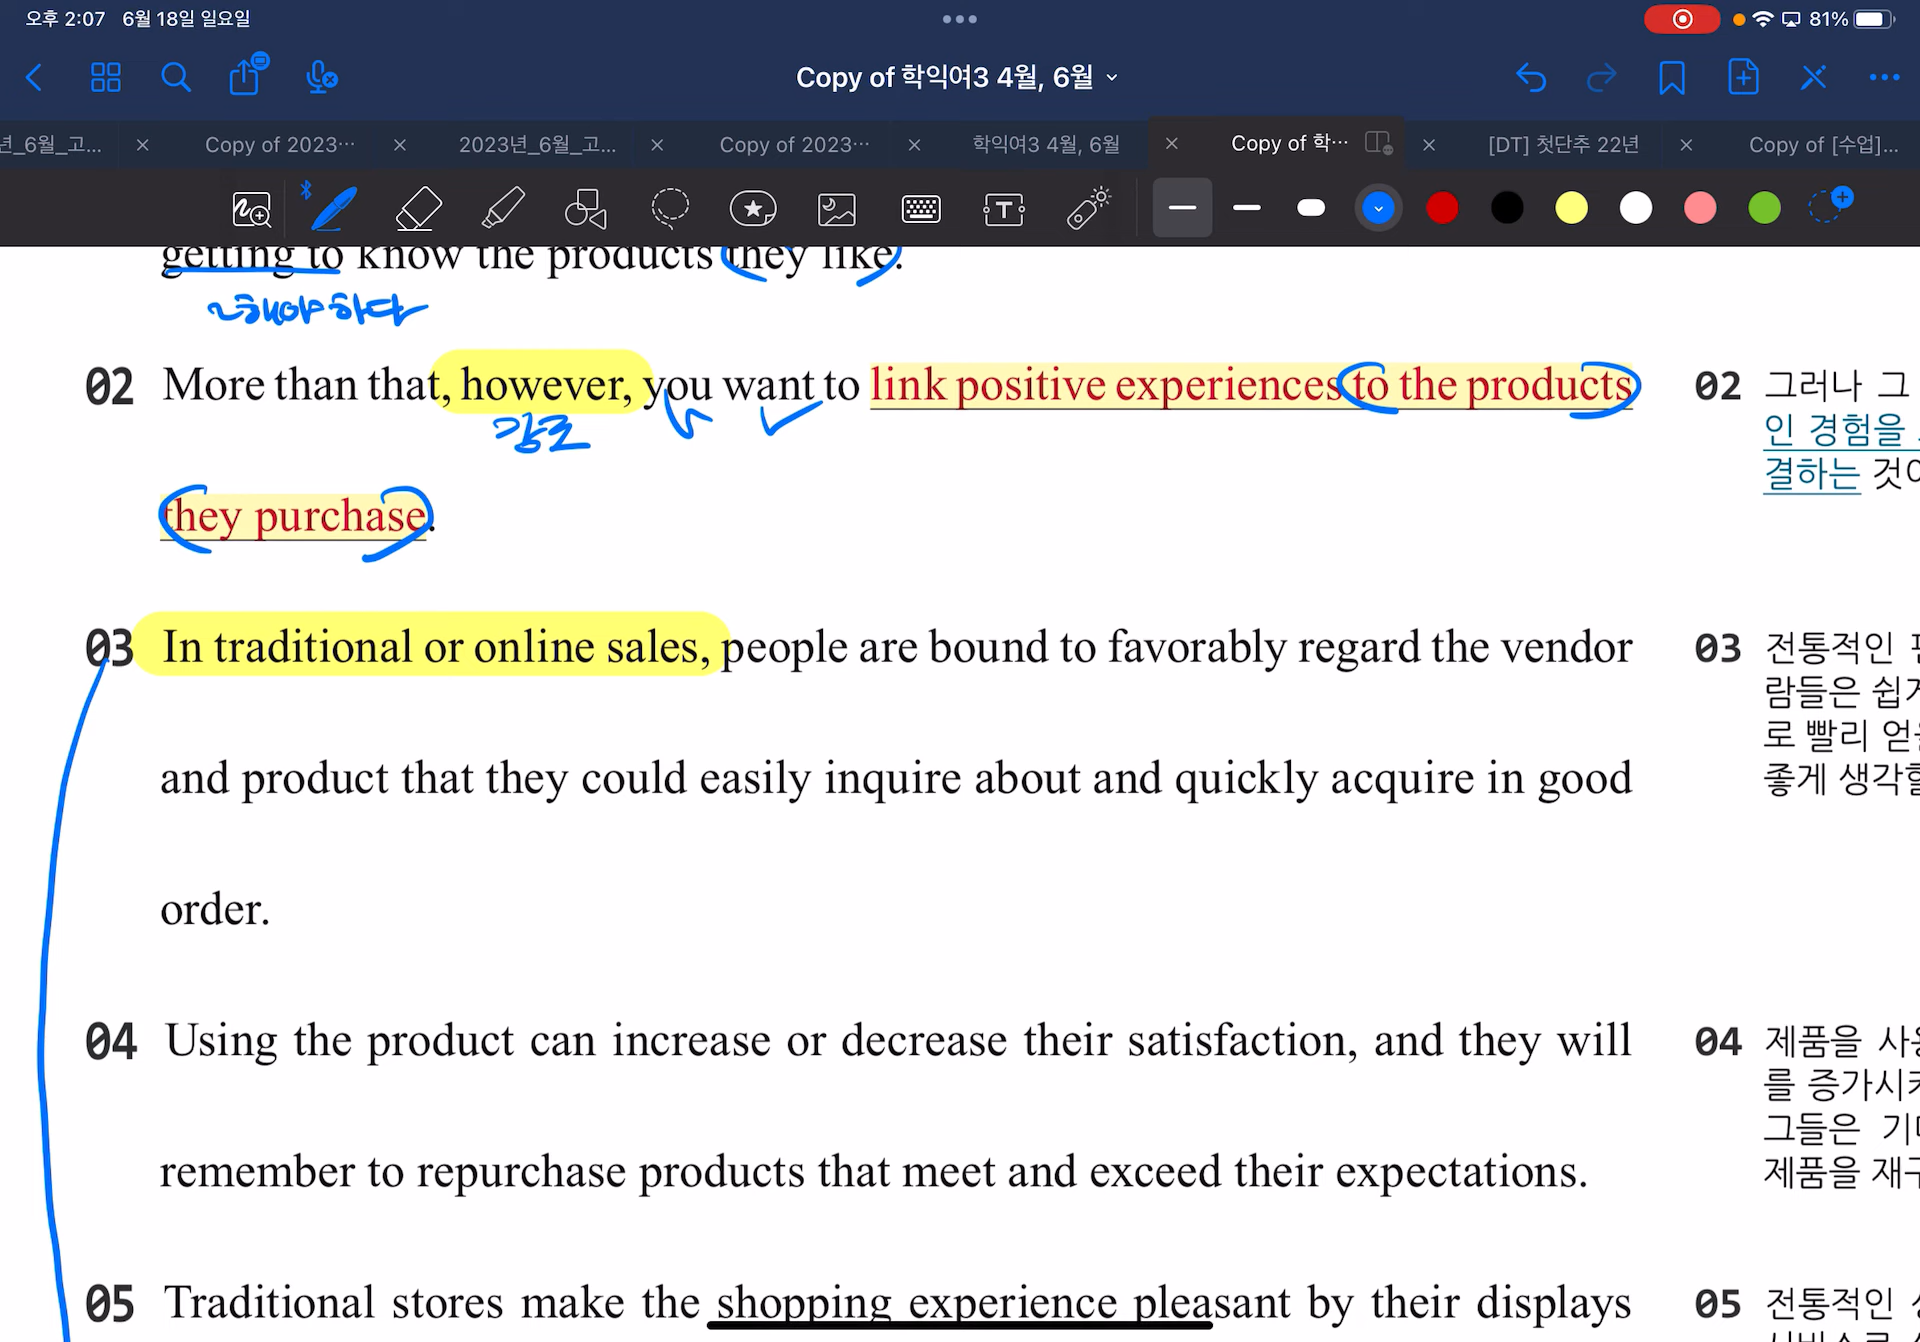 오후 2:07 6월 18일 일요일
81%
Copy of 학익여3 4월, 6월
년_6월_고... Copy of 2023... 2023년_6월_고... Copy of 2023... 학익여3 4월, 6월 Copy of 학... [DT] 첫단추 22년 Copy of [수업]...
getting to know the products they like.
~해야 하다
02 More than that, however, you want to link positive experiences to the products
강조
they purchase.
03 In traditional or online sales, people are bound to favorably regard the vendor
and product that they could easily inquire about and quickly acquire in good
order.
04 Using the product can increase or decrease their satisfaction, and they will
remember to repurchase products that meet and exceed their expectations.
05 Traditional stores make the shopping experience pleasant by their displays
02 그러나 그
인 경험을
결하는 것이
03 전통적인
람들은 쉽게
로 빨리
좋게 생각할
04 제품을
를 증가시키
그들은
제품을
05 전통적인